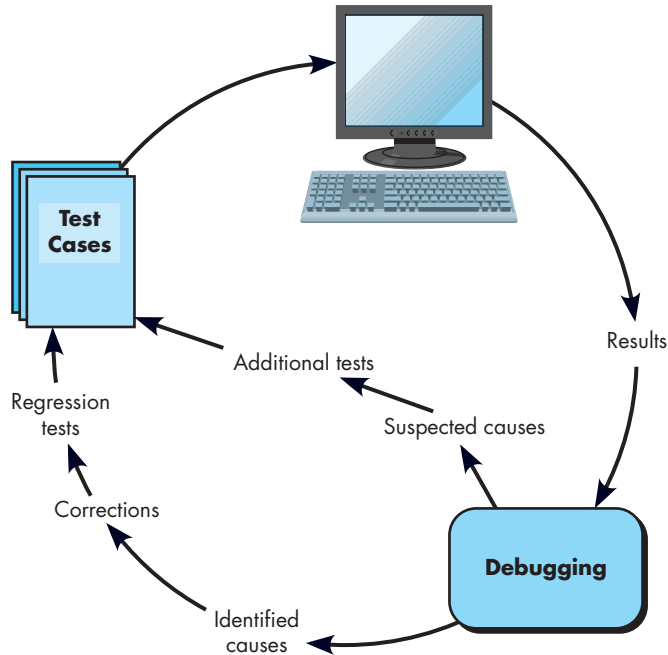 Test
Cases
Results
Additional tests
Suspected causes
Regression
tests
Corrections
Debugging
Identified
causes